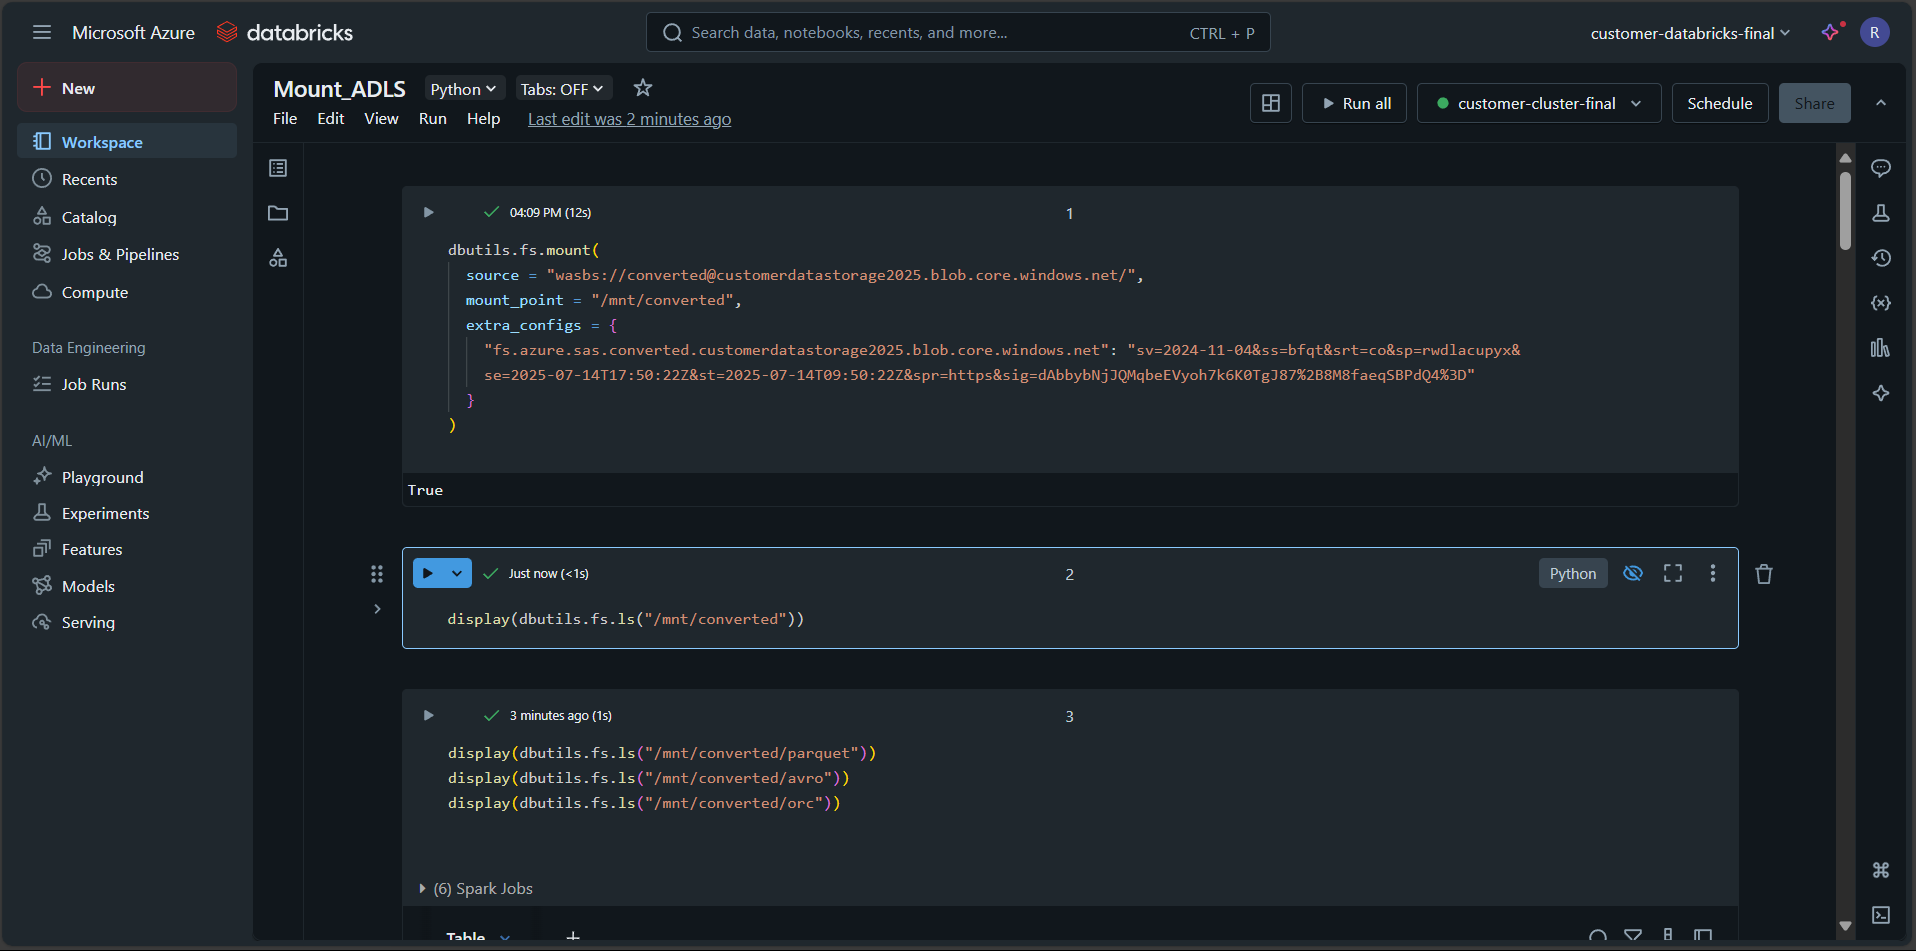 Microsoft Azure databricks
Search data, notebooks, recents, and more... CTRL + P
customer-databricks-final
R
New
Workspace
Recents
Catalog
Jobs & Pipelines
Compute
Data Engineering
Job Runs
AI/ML
Playground
Experiments
Features
Models
Serving
Mount_ADLS Python Tabs: OFF
File Edit View Run Help Last edit was 2 minutes ago
Run all customer-cluster-final Schedule Share
04:09 PM (12s) 1
dbutils.fs.mount(
source = "wasbs://converted@customerdatastorage2025.blob.core.windows.net/",
mount_point = "/mnt/converted",
extra_configs = {
"fs.azure.sas.converted.customerdatastorage2025.blob.core.windows.net": "sv=2024-11-04&ss=bfqt&srt=co&sp=rwdlacupyx&
se=2025-07-14T17:50:22Z&st=2025-07-14T09:50:22Z&spr=https&sig=dAbbybNjJQMqbeEVyoh7k6K0TgJ87%2B8M8faeqSBPdQ4%3D"
}
)
True
Just now (<1s) 2 Python
display(dbutils.fs.ls("/mnt/converted"))
3 minutes ago (1s) 3
display(dbutils.fs.ls("/mnt/converted/parquet"))
display(dbutils.fs.ls("/mnt/converted/avro"))
display(dbutils.fs.ls("/mnt/converted/orc"))
(6) Spark Jobs
Table +